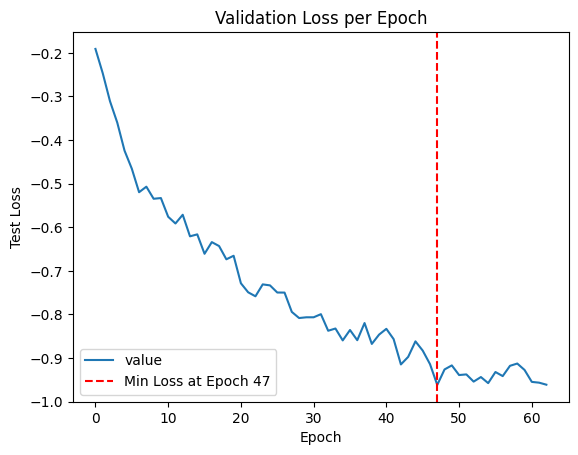 Validation Loss per Epoch
Test Loss
−0.2
−0.3
−0.4
−0.5
−0.6
−0.7
−0.8
−0.9
−1.0
value
Min Loss at Epoch 47
0 10 20 30 40 50 60
Epoch